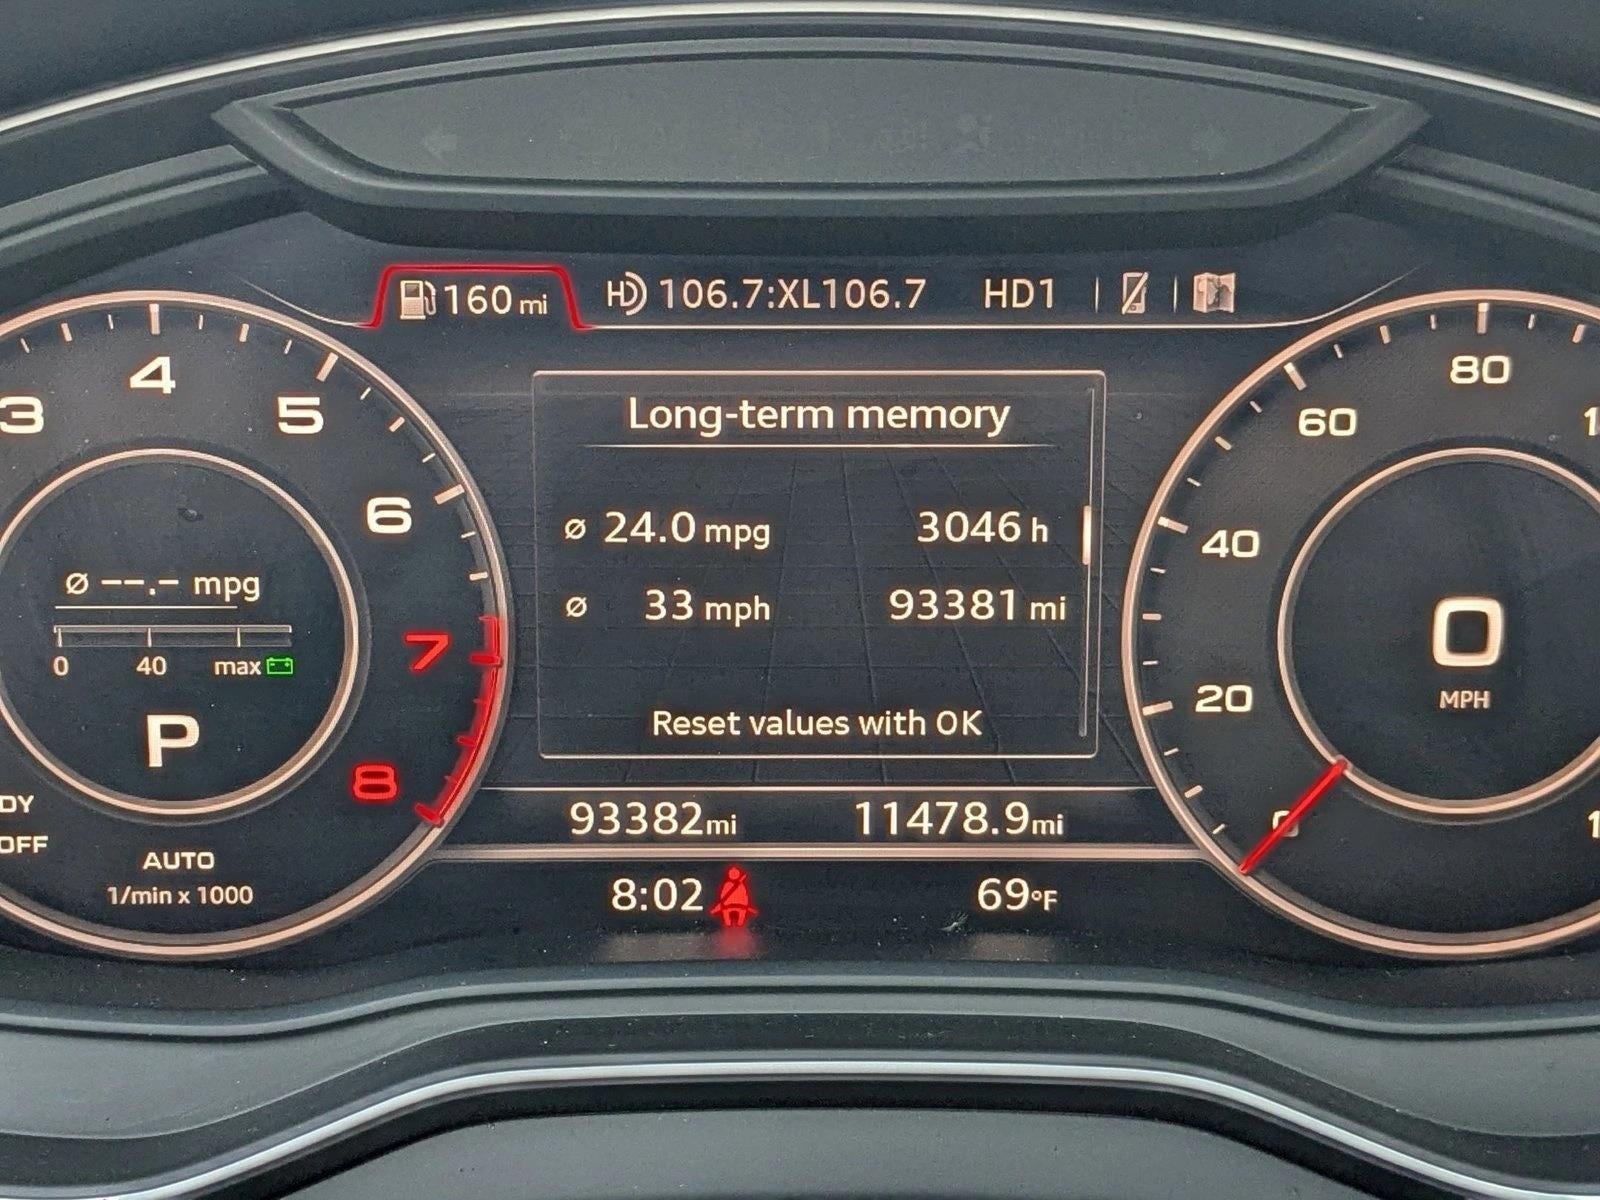 160 mi HD 106.7:XL106.7 HD1
Long-term memory
ø 24.0 mpg 3046 h
ø 33 mph 93381 mi
Reset values with OK
93382mi 11478.9mi
8:02 69°F
3 4 5 6 7 8
ø --.- mpg
0 40 max
P
DY
OFF
AUTO
1/min x 1000
0 20 40 60 80
0
MPH